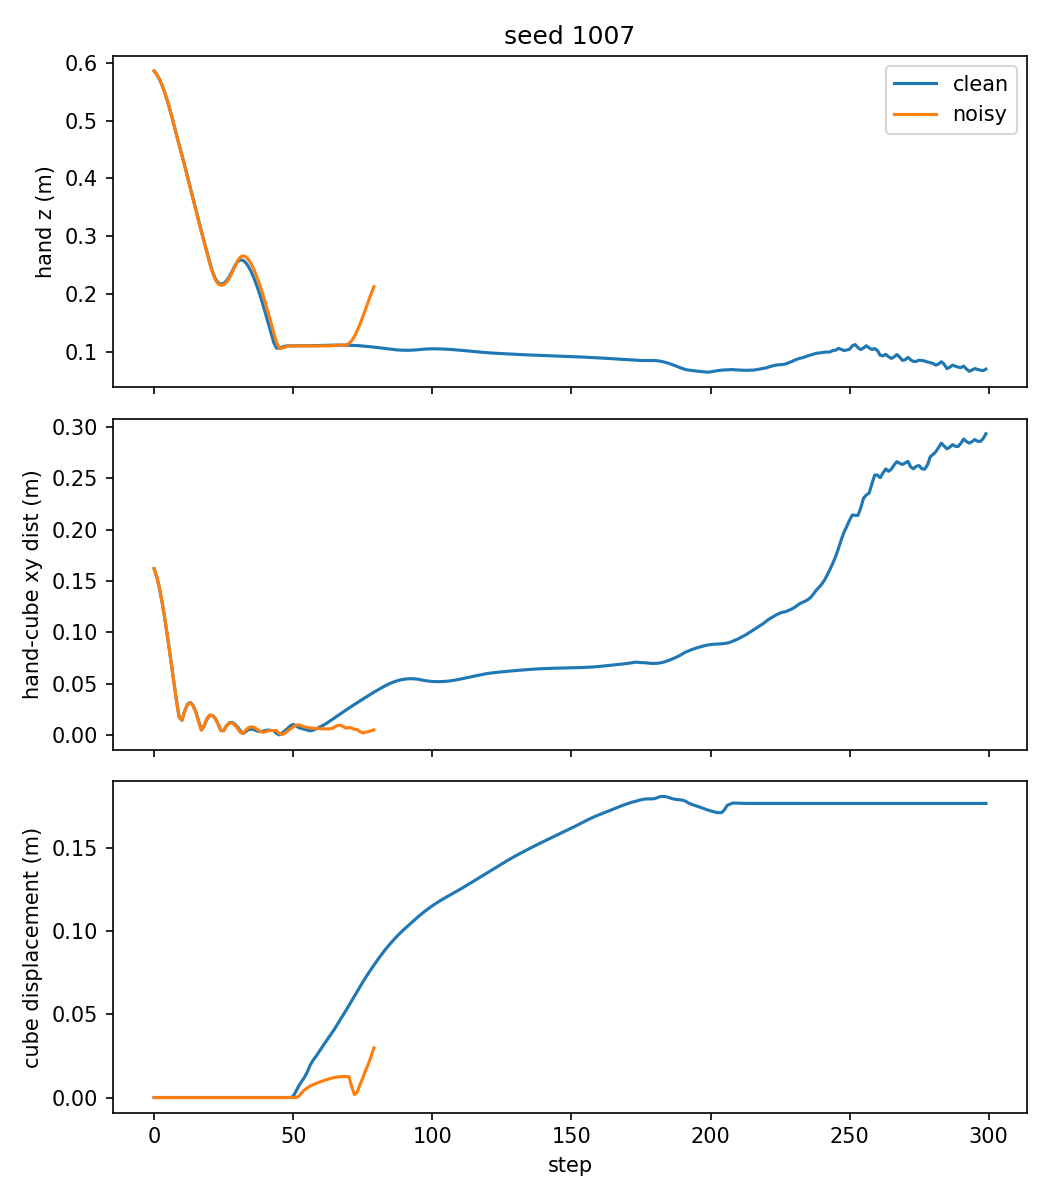 seed 1007
clean
noisy
hand z (m)
0.6
0.5
0.4
0.3
0.2
0.1
hand-cube xy dist (m)
0.30
0.25
0.20
0.15
0.10
0.05
0.00
cube displacement (m)
0.15
0.10
0.05
0.00
0 50 100 150 200 250 300
step